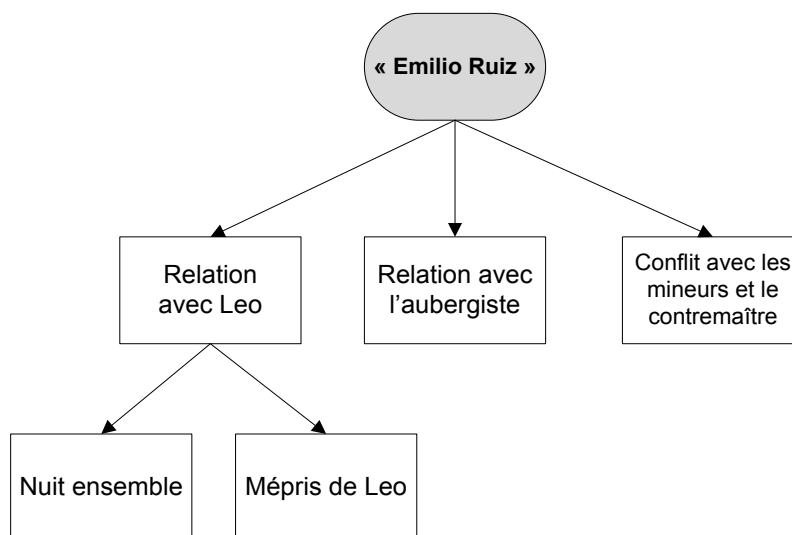 « Emilio Ruiz »
Relation
avec Leo
Relation avec
l’aubergiste
Conflit avec les
mineurs et le
contremaître
Nuit ensemble
Mépris de Leo